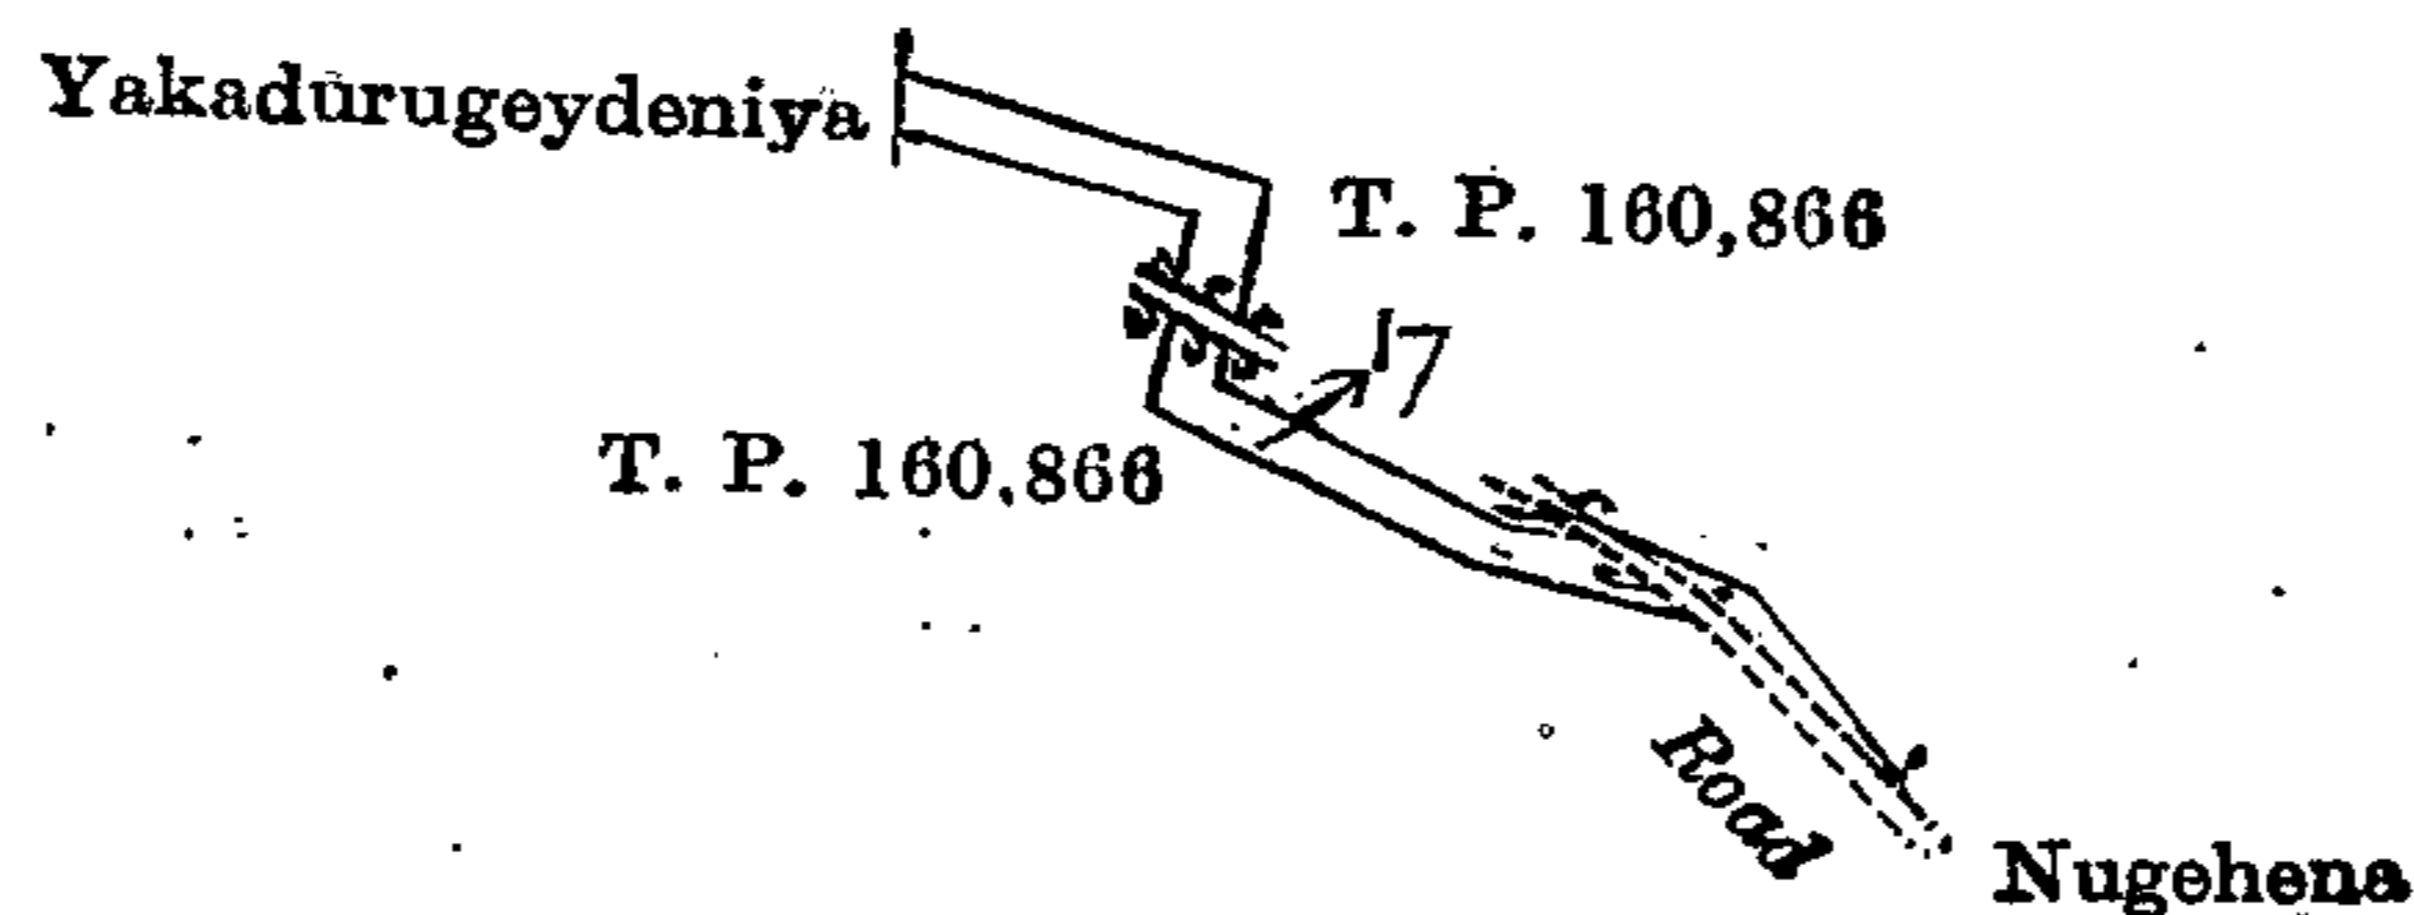 Yakadurugeydeniya
T. P. 160,866
17
T. P. 160,866
Road
Nugehena